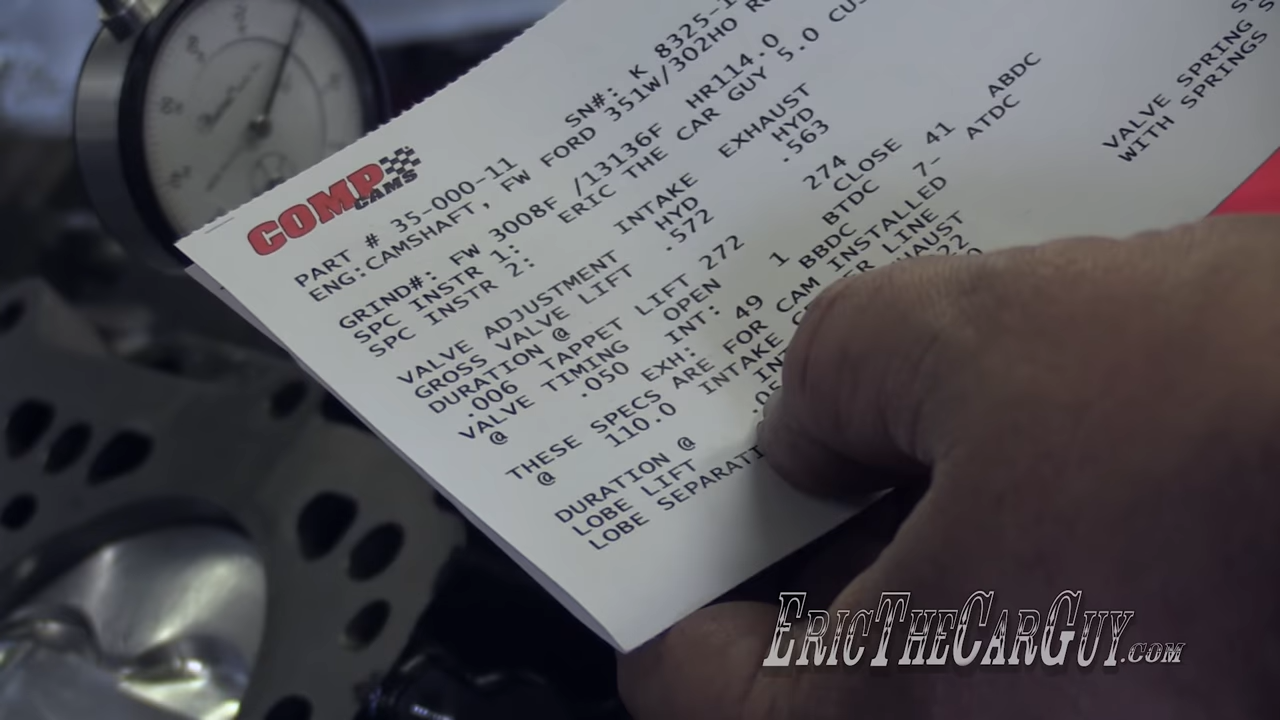 COMP
CAMS
PART # 35-000-11 SN#: K 8325-1
ENG:CAMSHAFT, FW FORD 351W/302HO
GRIND#: FW 3008F /13136F HR114.0
SPC INSTR 1: ERIC THE CAR GUY 5.0
SPC INSTR 2:
INTAKE EXHAUST
VALVE ADJUSTMENT HYD HYD
GROSS VALVE LIFT .572 .563
DURATION @
.006 TAPPET LIFT 272 274
VALVE TIMING OPEN CLOSE
@ .050 INT: 1 BTDC 41 ABDC
EXH: 49 BBDC 7- ATDC
THESE SPECS ARE FOR CAM INSTALLED
@ 110.0 INTAKE LINE
DURATION @
LOBE LIFT
LOBE
VALVE SPRING
WITH SPRINGS
ERICTHECARGUY.COM